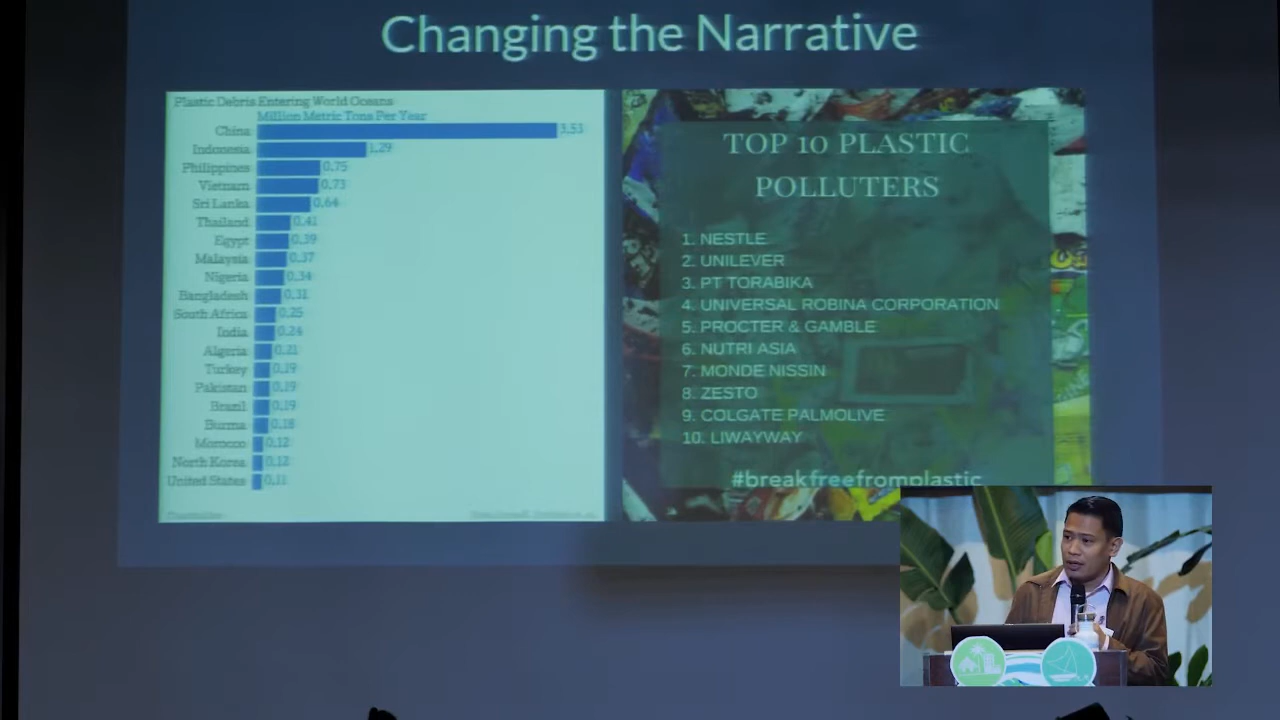 Changing the Narrative
Plastic Debris Entering World Oceans
Million Metric Tons Per Year
China 3.53
Indonesia 1.29
Philippines 0.75
Vietnam 0.73
Sri Lanka 0.64
Thailand 0.41
Egypt 0.39
Malaysia 0.37
Nigeria 0.34
Bangladesh 0.31
South Africa 0.25
India 0.24
Algeria 0.21
Turkey 0.19
Pakistan 0.19
Brazil 0.19
Burma 0.18
Morocco 0.12
North Korea 0.12
United States 0.11
TOP 10 PLASTIC
POLLUTERS
1. NESTLE
2. UNILEVER
3. PT TORABIKA
4. UNIVERSAL ROBINA CORPORATION
5. PROCTER & GAMBLE
6. NUTRI ASIA
7. MONDE NISSIN
8. ZESTO
9. COLGATE PALMOLIVE
10. LIWAYWAY
#breakfreefromplastic